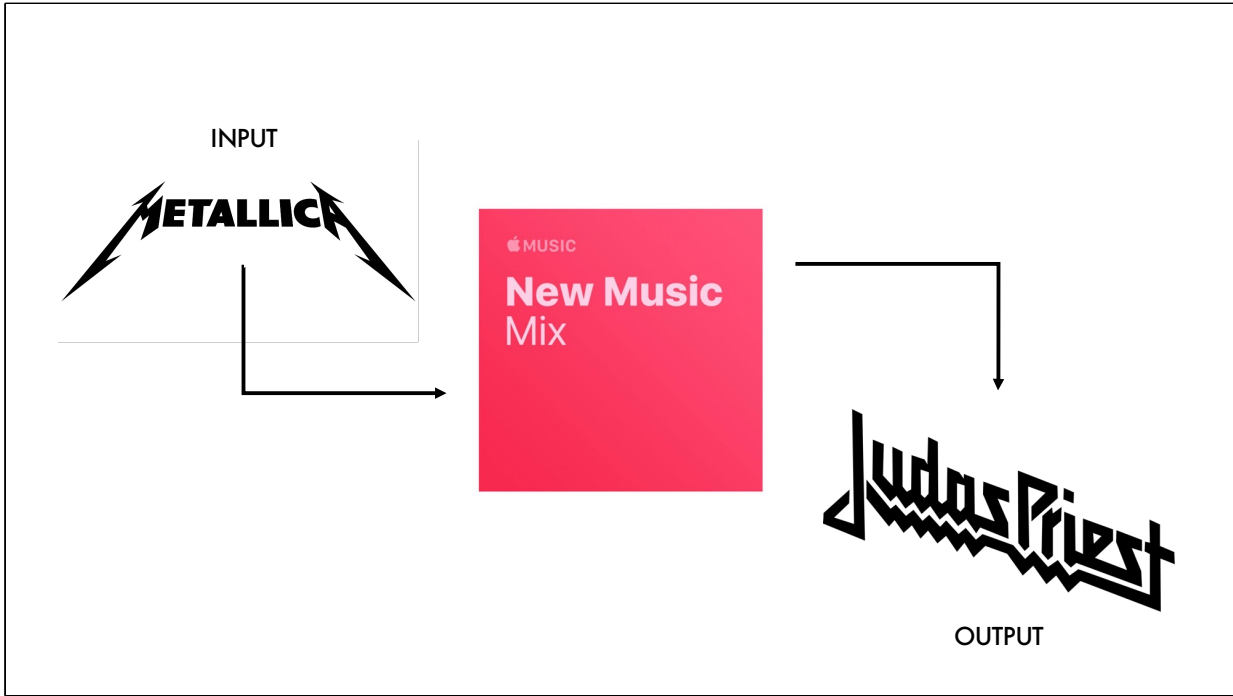 INPUT
METALLICA
MUSIC
New Music
Mix
Judas Priest
OUTPUT